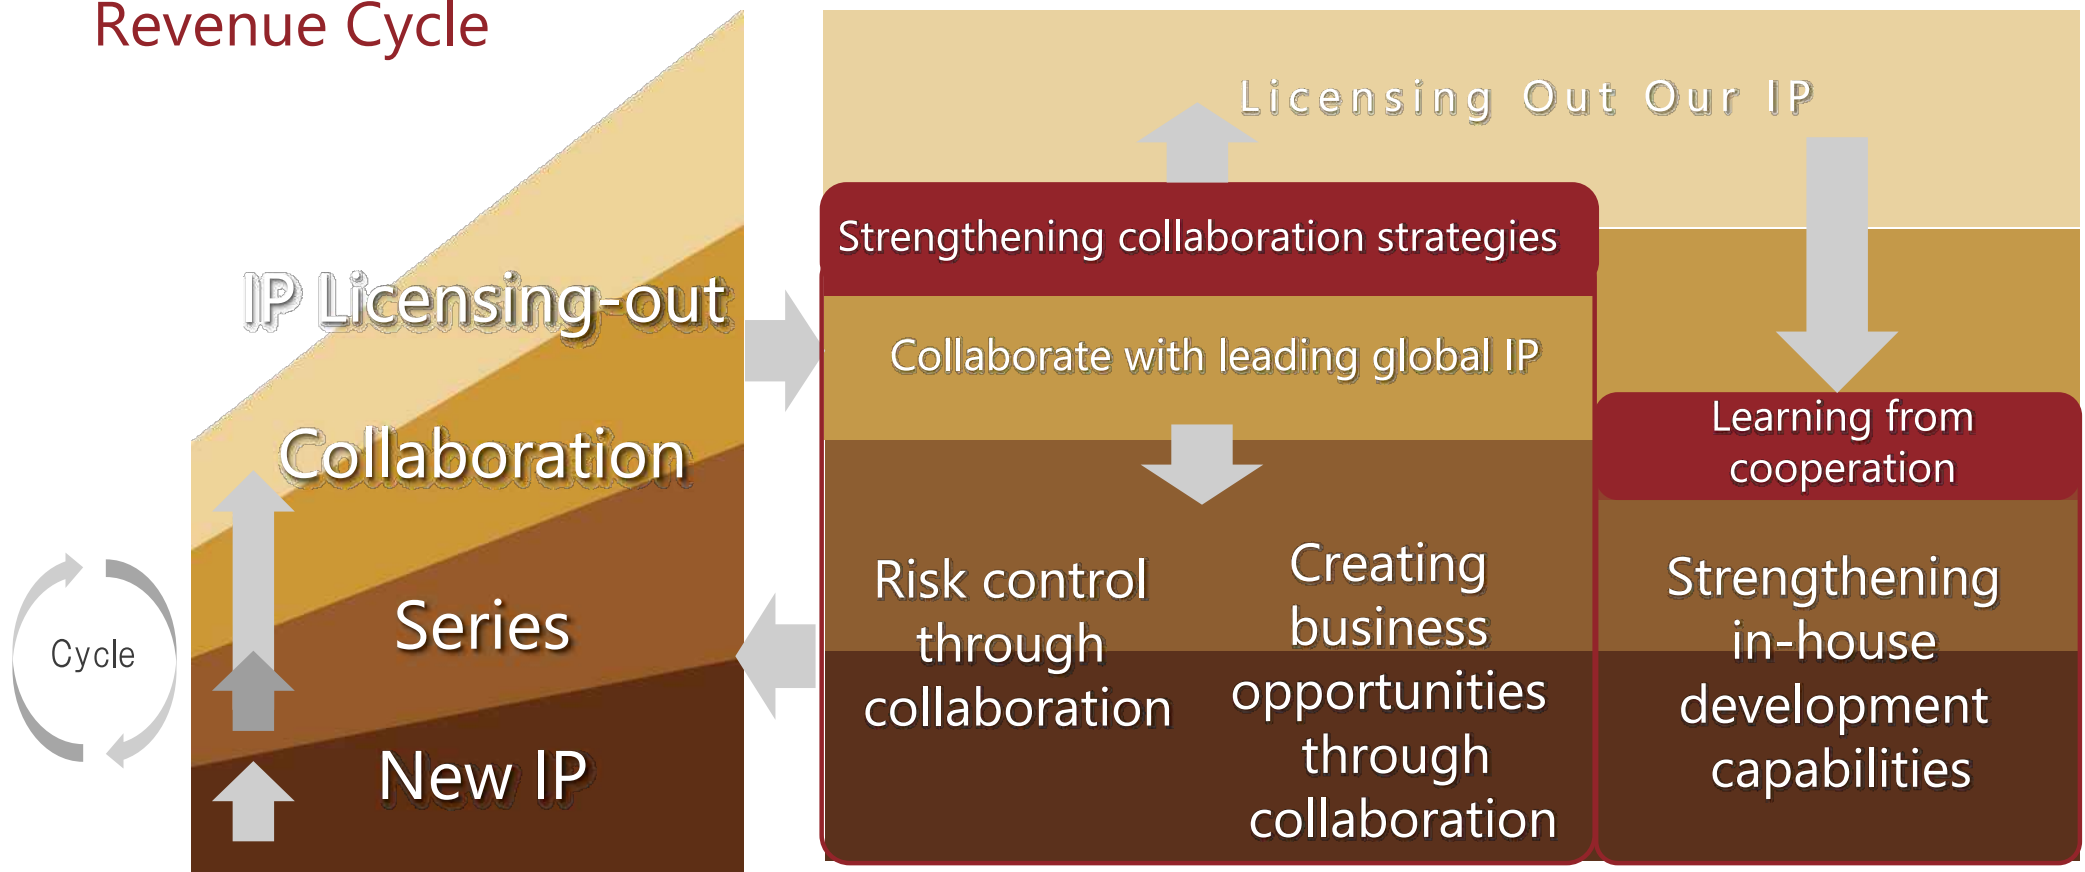 Revenue Cycle
IP Licensing-out
Collaboration
Series
New IP
Cycle
Licensing Out Our IP
Strengthening collaboration strategies
Collaborate with leading global IP
Risk control
through
collaboration
Creating
business
opportunities
through
collaboration
Learning from
cooperation
Strengthening
in-house
development
capabilities